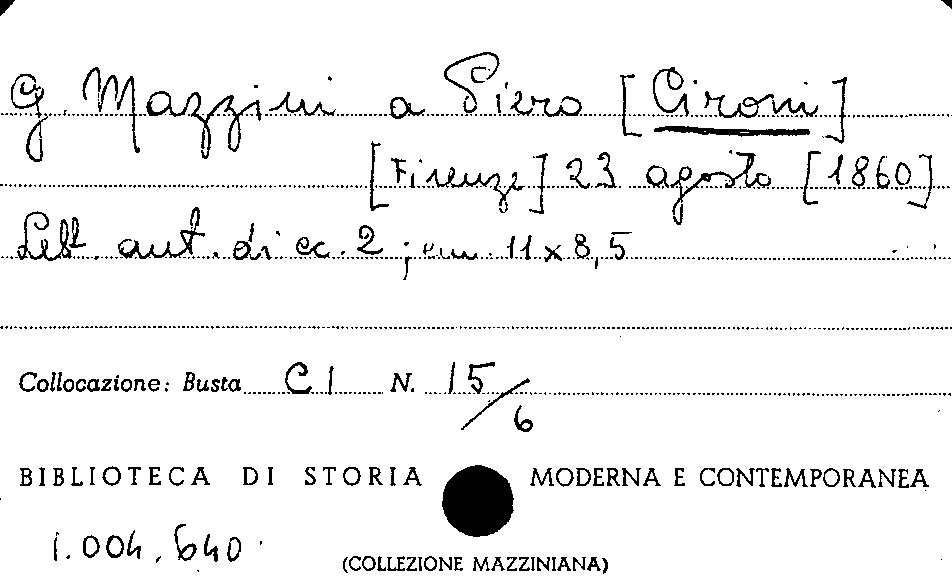 G. Mazzini a Piero [Cironi]
[Firenze] 23 agosto [1860]
Lett. aut. di cc. 2; cm. 11 x 8,5
Collocazione: Busta CI N. 15/6
BIBLIOTECA DI STORIA MODERNA E CONTEMPORANEA
1.004.640
(COLLEZIONE MAZZINIANA)